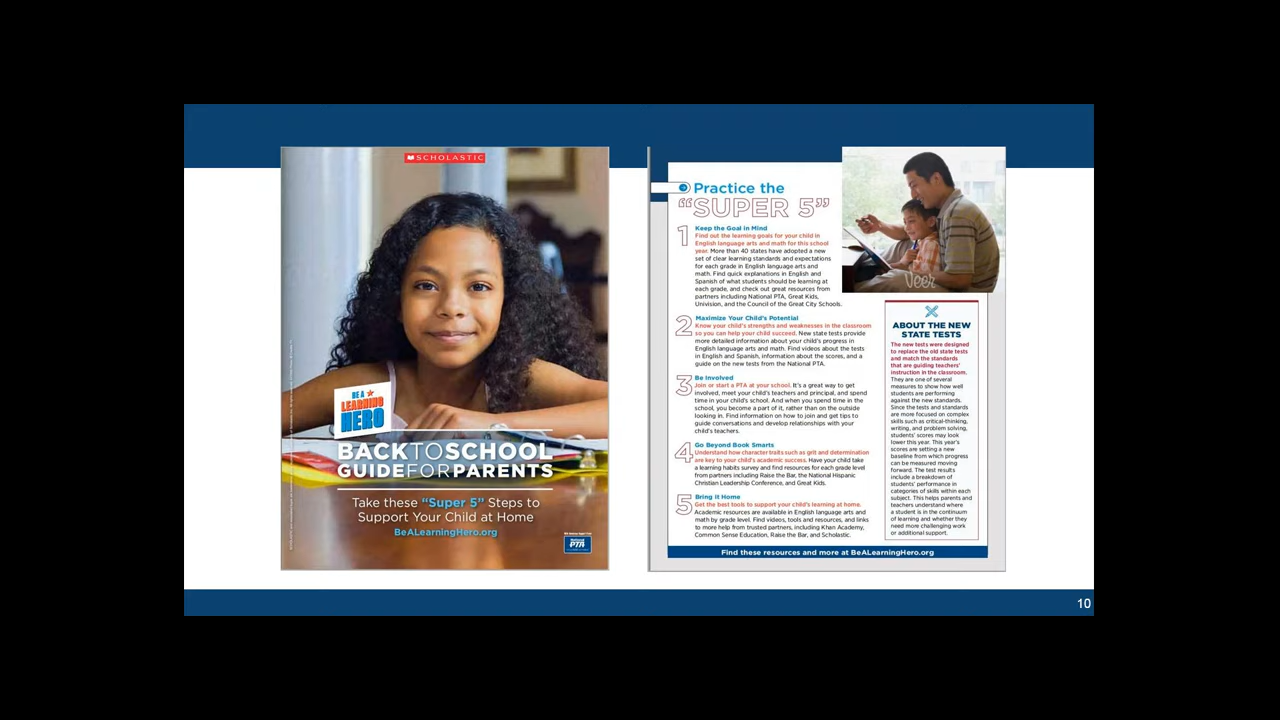 SCHOLASTIC
BE A
LEARNING
HERO
BACKTOSCHOOL
GUIDEFORPARENTS
Take these “Super 5” Steps to
Support Your Child at Home
BeALearningHero.org
National
PTA
Practice the
“SUPER 5”
1
Keep the Goal in Mind
Find out the learning goals for your child in
English language arts and math for this school
year. More than 40 states have adopted a new
set of clear learning standards and expectations
for each grade in English language arts and
math. Find quick explanations in English and
Spanish of what students should be learning at
each grade, and check out great resources from
partners including National PTA, Great Kids,
Univision, and the Council of the Great City Schools.
2
Maximize Your Child's Potential
Know your child's strengths and weaknesses in the classroom
so you can help your child succeed. New state tests provide
more detailed information about your child's progress in
English language arts and math. Find videos about the tests
in English and Spanish, information about the scores, and a
guide on the new tests from the National PTA.
3
Be Involved
Join or start a PTA at your school. It's a great way to get
involved, meet your child's teachers and principal, and spend
time in your child's school. And when you spend time in the
school, you become a part of it, rather than on the outside
looking in. Find information on how to join and get tips to
guide conversations and develop relationships with your
child's teachers.
4
Go Beyond Book Smarts
Understand how character traits such as grit and determination
are key to your child's academic success. Have your child take
a learning habits survey and find resources for each grade level
from partners including Raise the Bar, the National Hispanic
Christian Leadership Conference, and Great Kids.
5
Bring It Home
Get the best tools to support your child's learning at home.
Academic resources are available in English language arts and
math by grade level. Find videos, tools and resources, and links
to more help from trusted partners, including Khan Academy,
Common Sense Education, Raise the Bar, and Scholastic.
Veer
ABOUT THE NEW
STATE TESTS
The new tests were designed
to replace the old state tests
and match the standards
that are guiding teachers'
instruction in the classroom.
They are one of several
measures to show how well
students are performing
against the new standards.
Since the tests and standards
are more focused on complex
skills such as critical-thinking,
writing, and problem solving,
students' scores may look
lower this year. This year's
scores are setting a new
baseline from which progress
can be measured moving
forward. The test results
include a breakdown of
students' performance in
categories of skills within each
subject. This helps parents and
teachers understand where
a student is in the continuum
of learning and whether they
need more challenging work
or additional support.
Find these resources and more at BeALearningHero.org
10